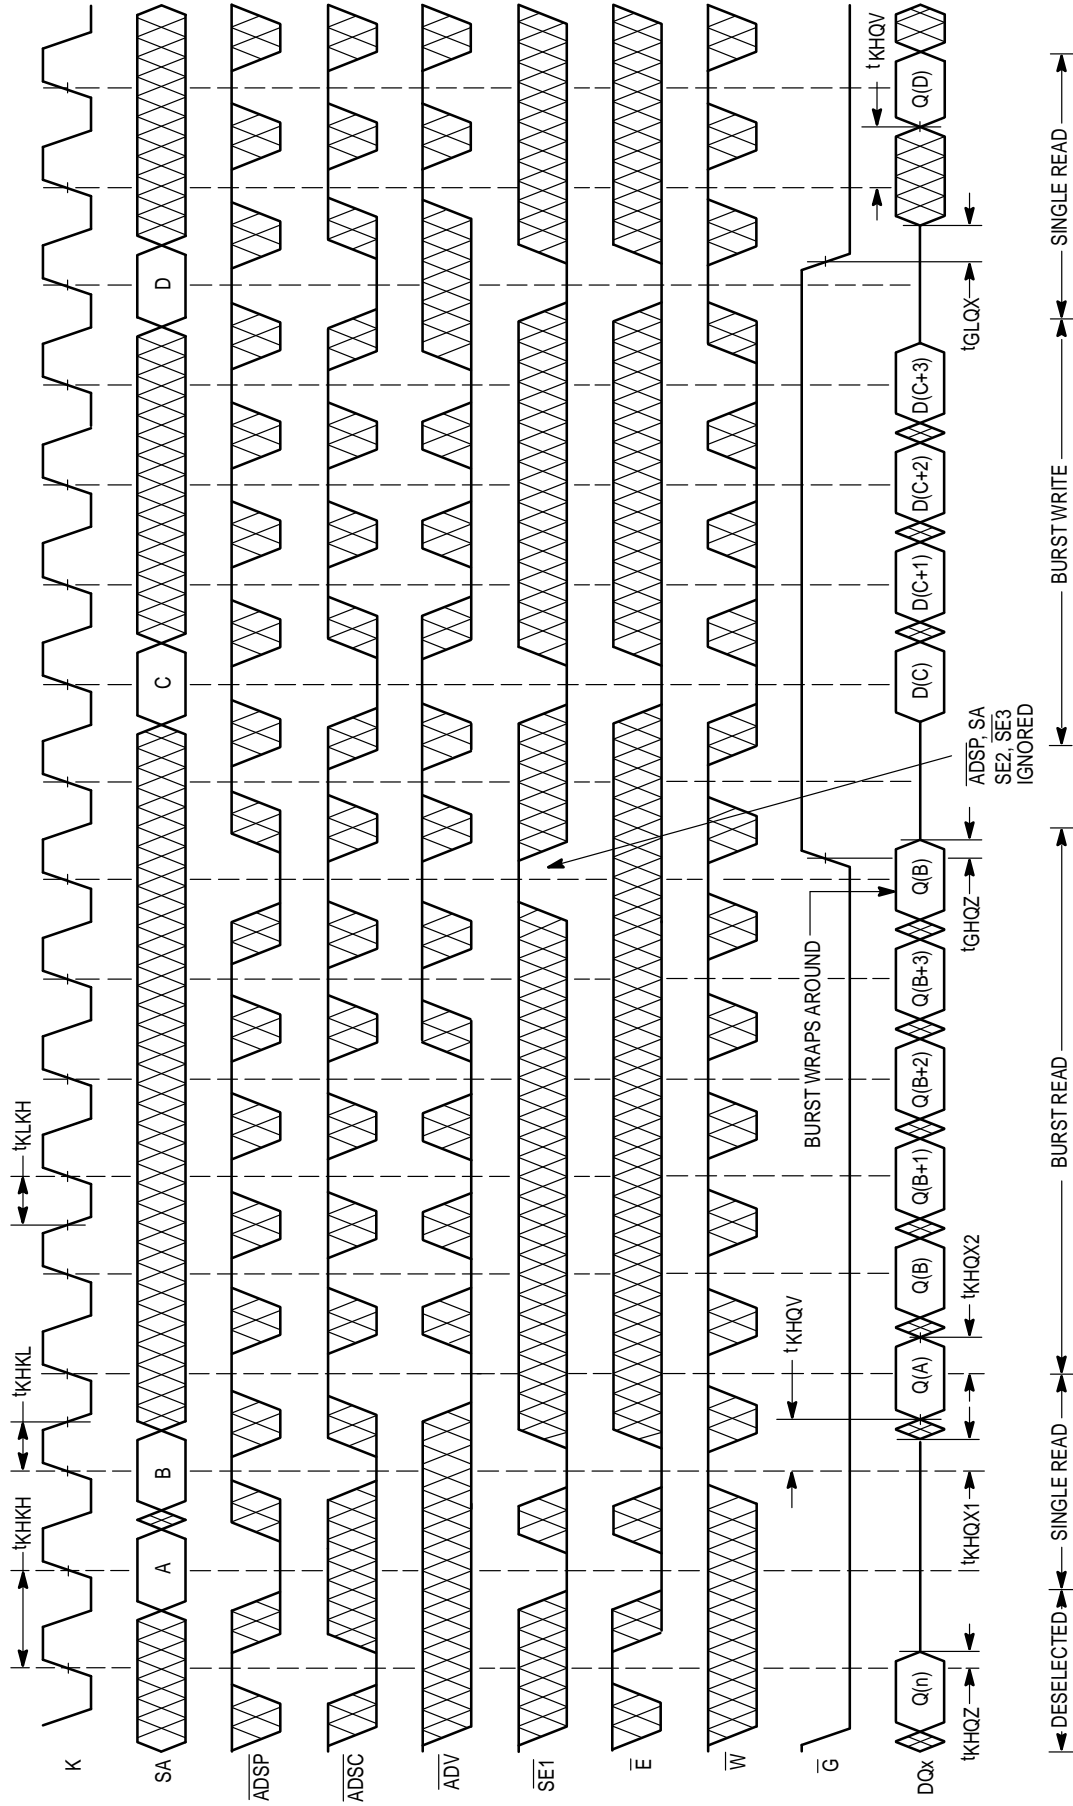 tKHKH
tKHKL
tKLKH
K
SA
A
B
C
D
ADSP
ADSC
ADV
SE1
E
W
G
DQx
Q(n)
Q(A)
Q(B)
Q(B+1)
Q(B+2)
Q(B+3)
Q(B)
D(C)
D(C+1)
D(C+2)
D(C+3)
Q(D)
tKHQV
BURST WRAPS AROUND
ADSP, SA
SE2, SE3
IGNORED
tKHQV
tKHQZ
tKHQX1
tKHQX2
tGHQZ
tGLQX
DESELECTED
SINGLE READ
BURST READ
BURST WRITE
SINGLE READ